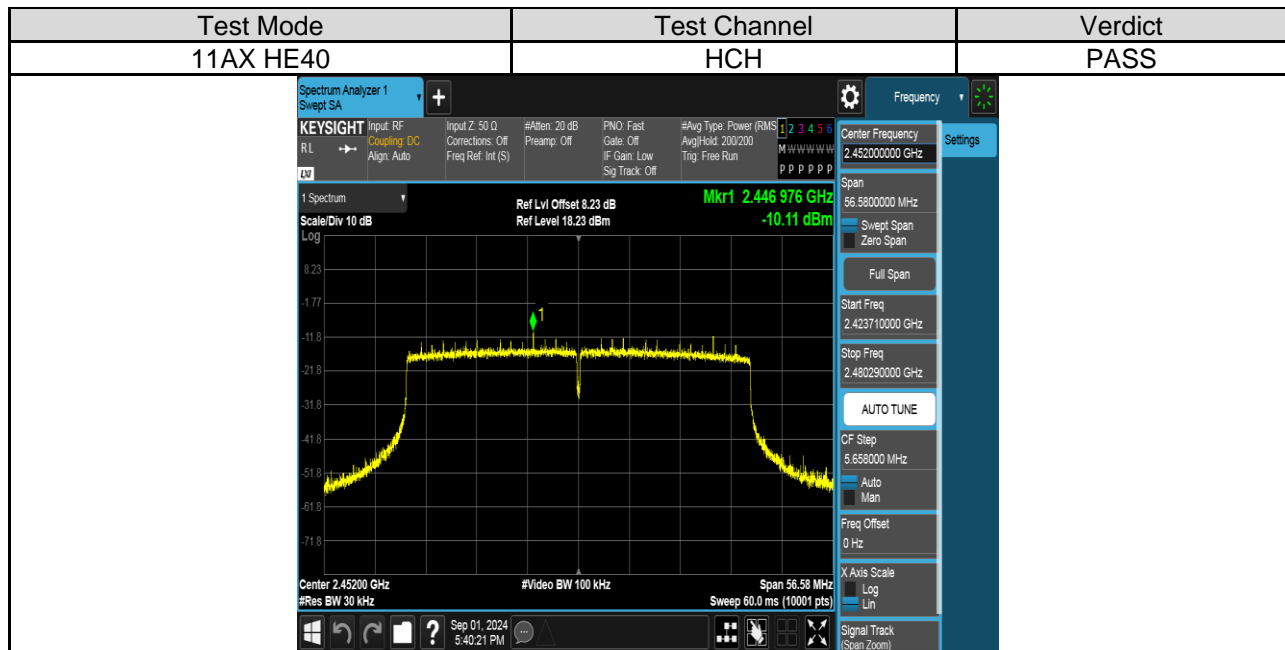 Test Mode Test Channel Verdict
11AX HE40 HCH PASS
Spectrum Analyzer 1
Swept SA
+
Frequency
KEYSIGHT
RL
LXI
Input: RF
Coupling: DC
Align: Auto
Input Z: 50 Ω
Corrections: Off
Freq Ref: Int (S)
#Atten: 20 dB
Preamp: Off
PNO: Fast
Gate: Off
IF Gain: Low
Sig Track: Off
#Avg Type: Power (RMS
Avg|Hold: 200/200
Trig: Free Run
1 2 3 4 5 6
M W W W W W
P P P P P P
1 Spectrum
Scale/Div 10 dB
Log
Ref Lvl Offset 8.23 dB
Ref Level 18.23 dBm
Mkr1 2.446 976 GHz
-10.11 dBm
8.23
-1.77
-11.8
-21.8
-31.8
-41.8
-51.8
-61.8
-71.8
1
Center 2.45200 GHz
#Res BW 30 kHz
#Video BW 100 kHz
Span 56.58 MHz
Sweep 60.0 ms (10001 pts)
Center Frequency
2.452000000 GHz
Settings
Span
56.5800000 MHz
Swept Span
Zero Span
Full Span
Start Freq
2.423710000 GHz
Stop Freq
2.480290000 GHz
AUTO TUNE
CF Step
5.658000 MHz
Auto
Man
Freq Offset
0 Hz
X Axis Scale
Log
Lin
Signal Track
(Span Zoom)
?
Sep 01, 2024
5:40:21 PM